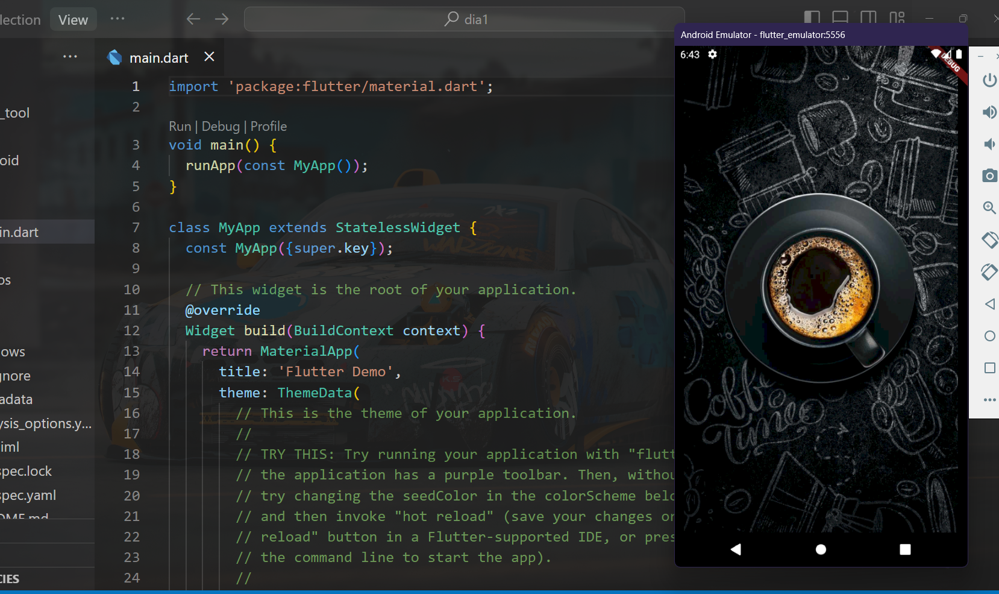 lection View ··· dia1
Android Emulator - flutter_emulator:5556
6:43
DEBUG
··· main.dart
_tool
oid
in.dart
os
ows
gnore
adata
ysis_options.y...
iml
spec.lock
spec.yaml
OME.md
CIES
1 import 'package:flutter/material.dart';
2
Run | Debug | Profile
3 void main() {
4 runApp(const MyApp());
5 }
6
7 class MyApp extends StatelessWidget {
8 const MyApp({super.key});
9
10 // This widget is the root of your application.
11 @override
12 Widget build(BuildContext context) {
13 return MaterialApp(
14 title: 'Flutter Demo',
15 theme: ThemeData(
16 // This is the theme of your application.
17 //
18 // TRY THIS: Try running your application with "flutt
19 // the application has a purple toolbar. Then, withou
20 // try changing the seedColor in the colorScheme belo
21 // and then invoke "hot reload" (save your changes or
22 // reload" button in a Flutter-supported IDE, or pres
23 // the command line to start the app).
24 //
WARZONE
Coffee
Time